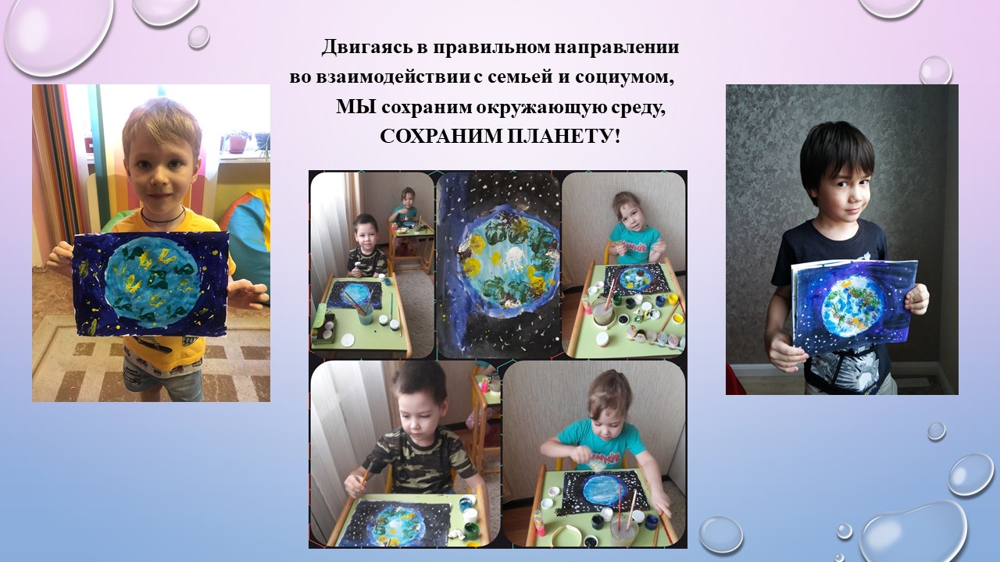 Двигаясь в правильном направлении
во взаимодействии с семьей и социумом,
МЫ сохраним окружающую среду,
СОХРАНИМ ПЛАНЕТУ!